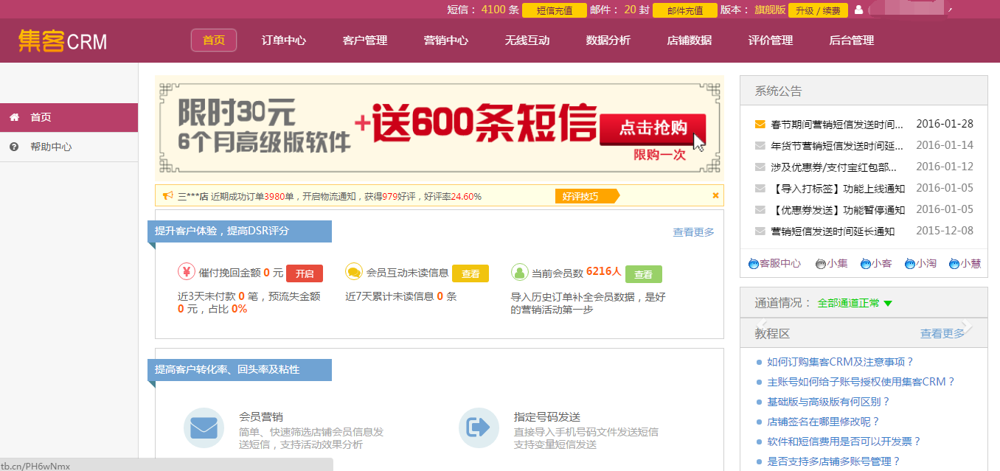 短信： 4100 条 短信充值 邮件： 20 封 邮件充值 版本： 旗舰版 升级 / 续费
集客CRM 首页 订单中心 客户管理 营销中心 无线互动 数据分析 店铺数据 评价管理 后台管理
首页
帮助中心
限时30元
6个月高级版软件
+送600条短信
点击抢购
限购一次
三***店 近期成功订单3980单，开启物流通知，获得979好评，好评率24.60%
好评技巧
提升客户体验，提高DSR评分
查看更多
催付挽回金额 0 元 开启
近3天未付款 0 笔，预流失金额
0 元，占比 0%
会员互动未读信息 查看
近7天累计未读信息 0 条
当前会员数 6216人 查看
导入历史订单补全会员数据，是好
的营销活动第一步
提高客户转化率、回头率及粘性
会员营销
简单、快速筛选店铺会员信息发
送短信，支持活动效果分析
指定号码发送
直接导入手机号码文件发送短信
支持变量短信发送
系统公告
春节期间营销短信发送时间... 2016-01-28
年货节营销短信发送时间延... 2016-01-14
涉及优惠券/支付宝红包部... 2016-01-12
【导入打标签】功能上线通知 2016-01-05
【优惠券发送】功能暂停通知 2016-01-05
营销短信发送时间延长通知 2015-12-08
客服中心 小集 小客 小淘 小慧
通道情况： 全部通道正常
教程区 查看更多
如何订购集客CRM及注意事项？
主账号如何给子账号授权使用集客CRM？
基础版与高级版有何区别？
店铺签名在哪里修改呢？
软件和短信费用是否可以开发票？
是否支持多店铺多账号管理？
tb.cn/PH6wNmx